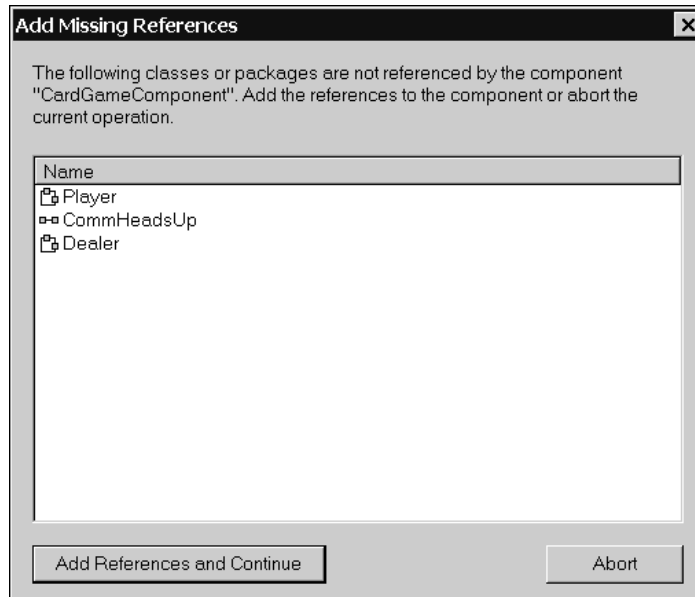 Add Missing References
The following classes or packages are not referenced by the component
"CardGameComponent". Add the references to the component or abort the
current operation.
Name
Player
CommHeadsUp
Dealer
Add References and Continue
Abort